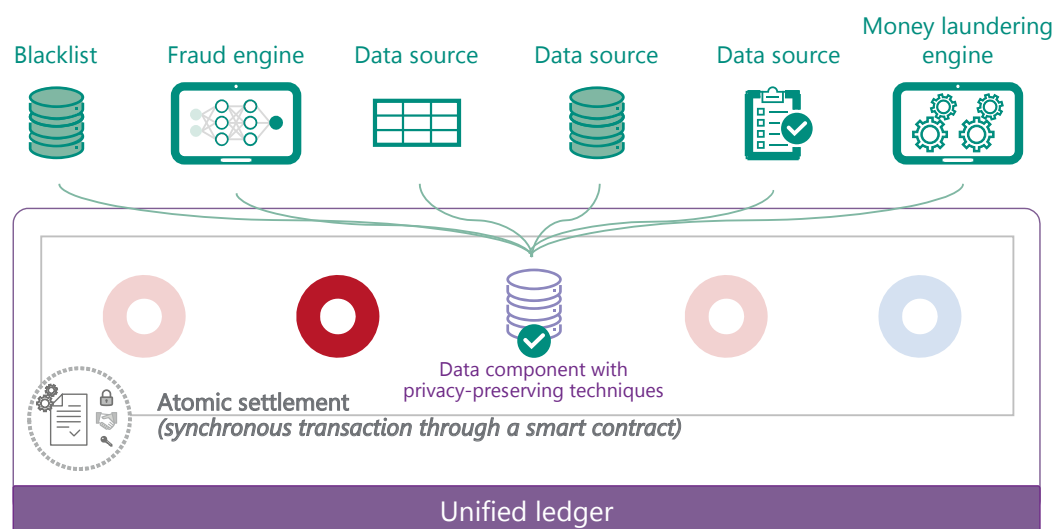 Blacklist
Fraud engine
Data source
Data source
Data source
Money laundering
engine
Data component with
privacy-preserving techniques
Atomic settlement
(synchronous transaction through a smart contract)
Unified ledger